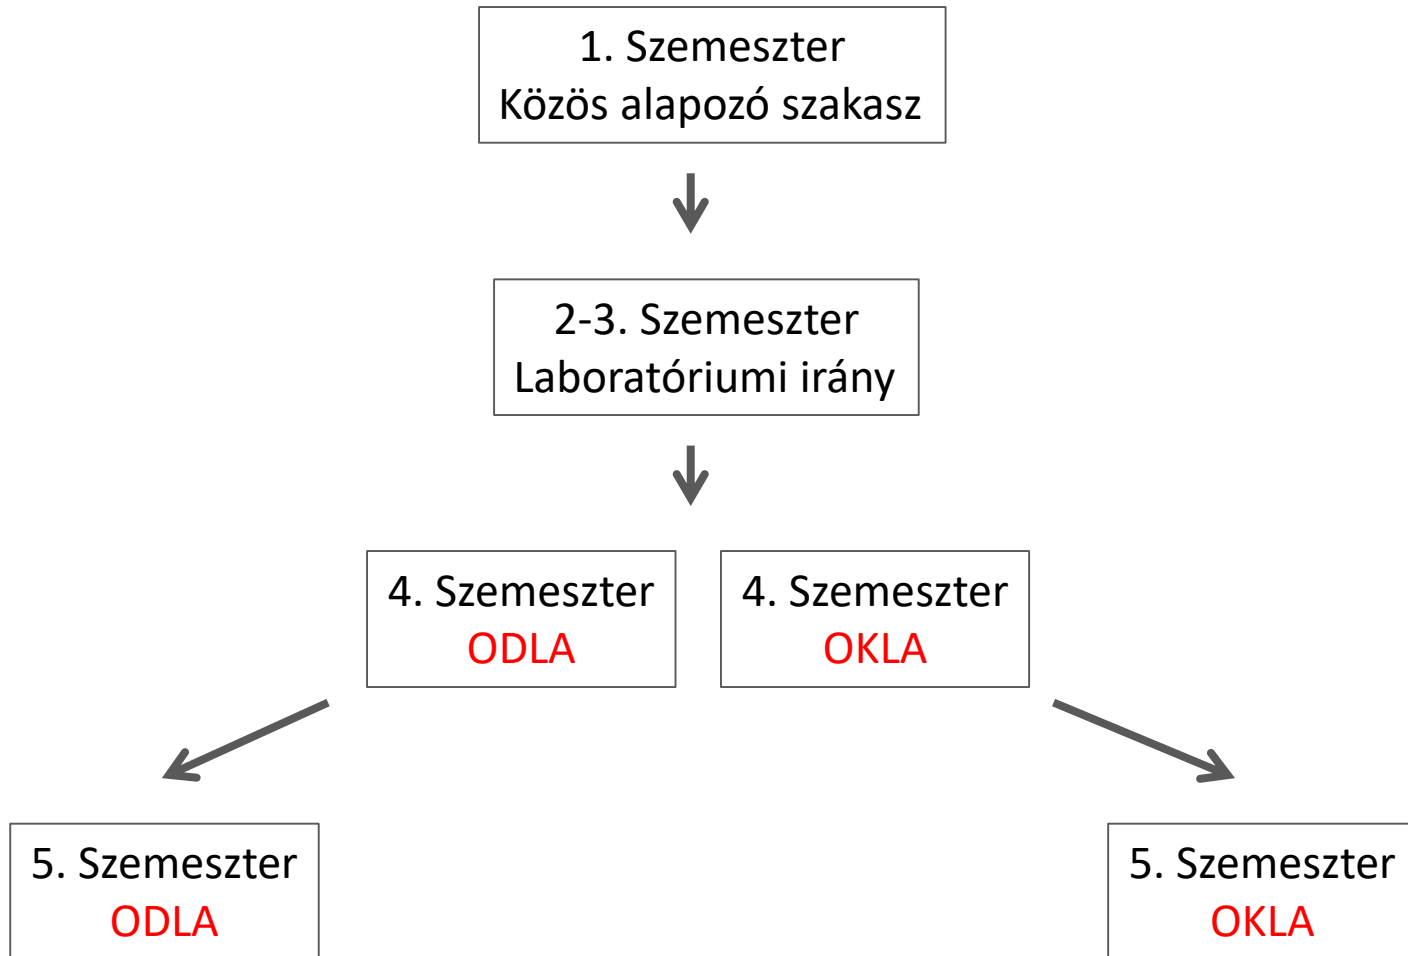 1. Szemeszter
Közös alapozó szakasz
2-3. Szemeszter
Laboratóriumi irány
4. Szemeszter
ODLA
4. Szemeszter
OKLA
5. Szemeszter
ODLA
5. Szemeszter
OKLA